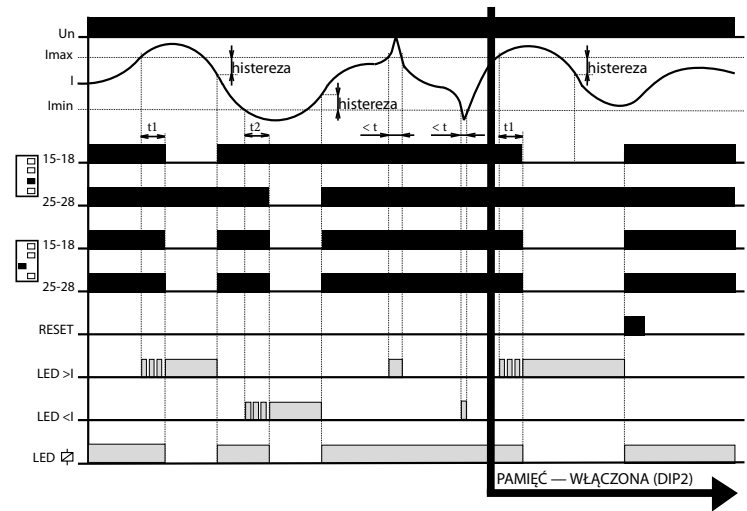 Un
Imax
histereza
histereza
I
Imin
histereza
t1
t2
< t
< t
t1
15-18
25-28
15-18
25-28
RESET
LED >I
LED <I
LED
PAMIĘĆ — WŁĄCZONA (DIP2)